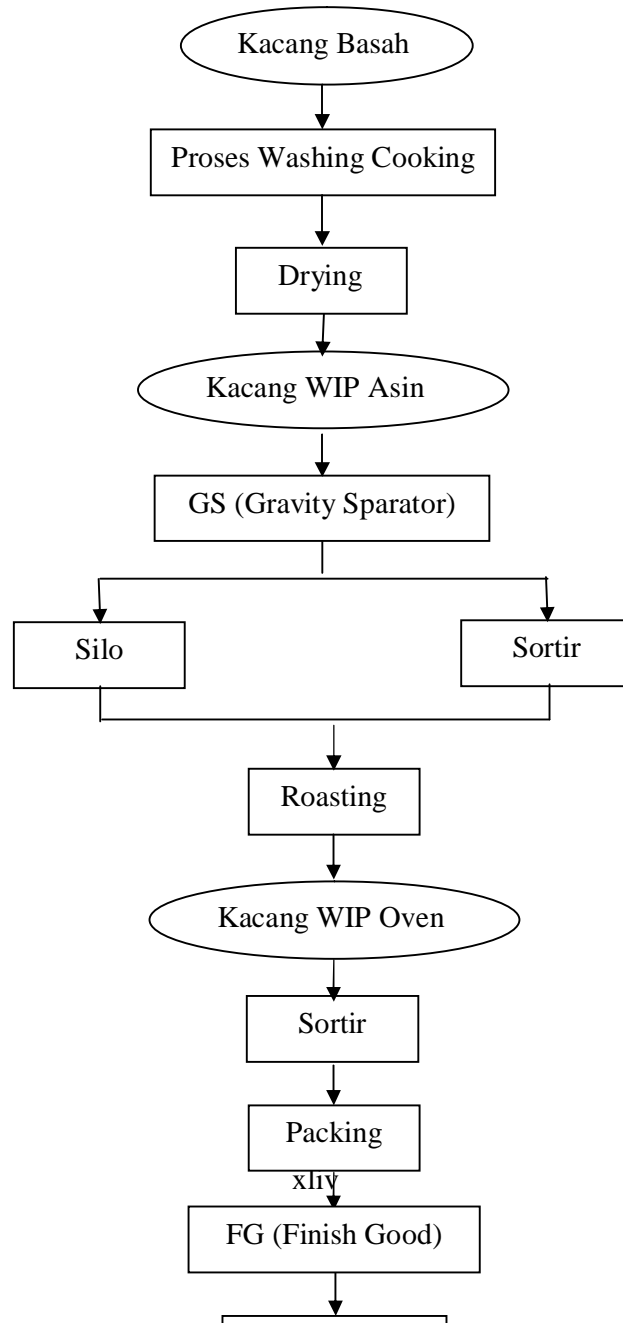 Kacang Basah
Proses Washing Cooking
Drying
Kacang WIP Asin
GS (Gravity Sparator)
Silo
Sortir
Roasting
Kacang WIP Oven
Sortir
Packing
xliv
FG (Finish Good)